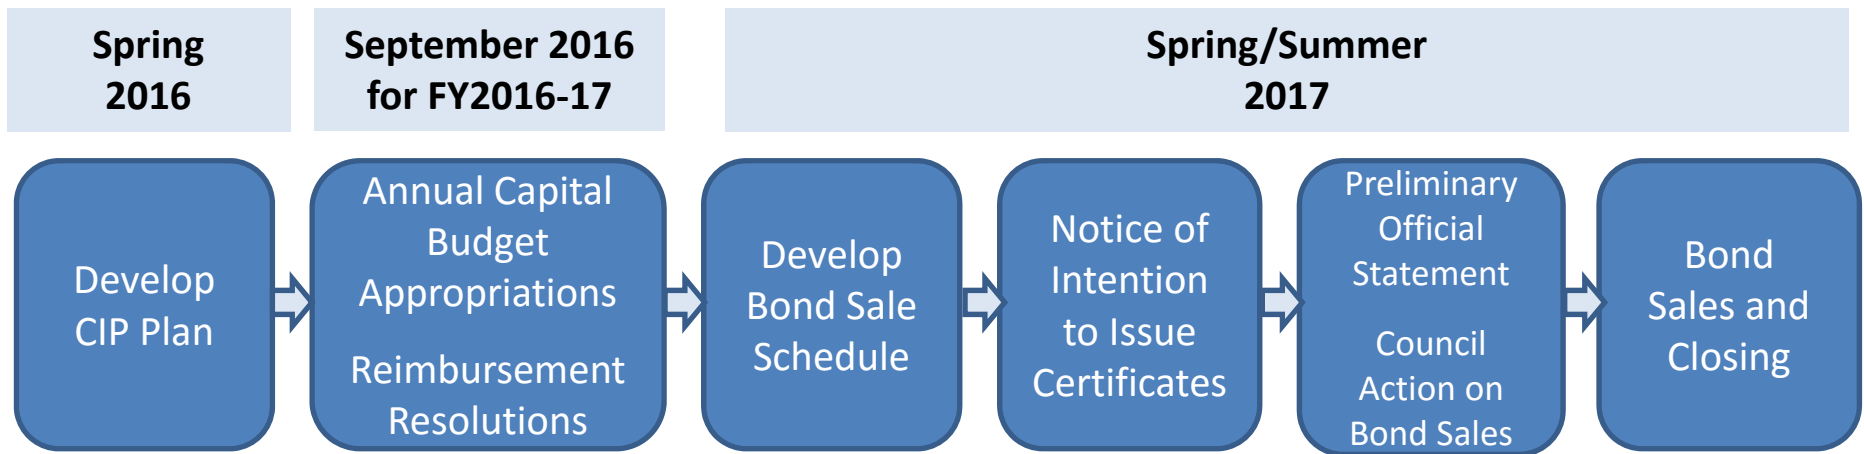 Spring
2016
September 2016
for FY2016-17
Spring/Summer
2017
Develop
CIP Plan
Annual Capital
Budget
Appropriations
Reimbursement
Resolutions
Develop
Bond Sale
Schedule
Notice of
Intention
to Issue
Certificates
Preliminary
Official
Statement
Council
Action on
Bond Sales
Bond
Sales and
Closing